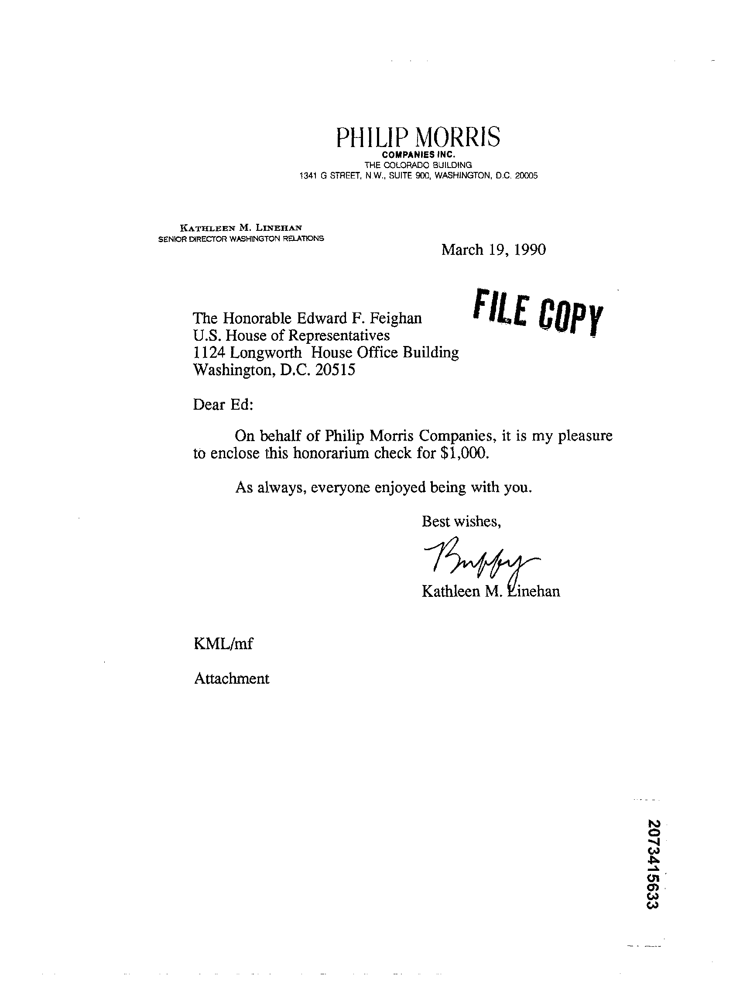 PHILIP MORRIS
COMPANIES INC.
THE COLORADO BUILDING
1341 G STREET, N.W., SUITE 900, WASHINGTON, D.C. 20005
KATHLEEN M. LINEHAN
SENIOR DIRECTOR WASHINGTON RELATIONS
March 19, 1990
FILE COPY
The Honorable Edward F. Feighan
U.S. House of Representatives
1124 Longworth House Office Building
Washington, D.C. 20515
Dear Ed:
On behalf of Philip Morris Companies, it is my pleasure
to enclose this honorarium check for $1,000.
As always, everyone enjoyed being with you.
Best wishes,
Buffy
Kathleen M. Linehan
KML/mf
Attachment
2073415633